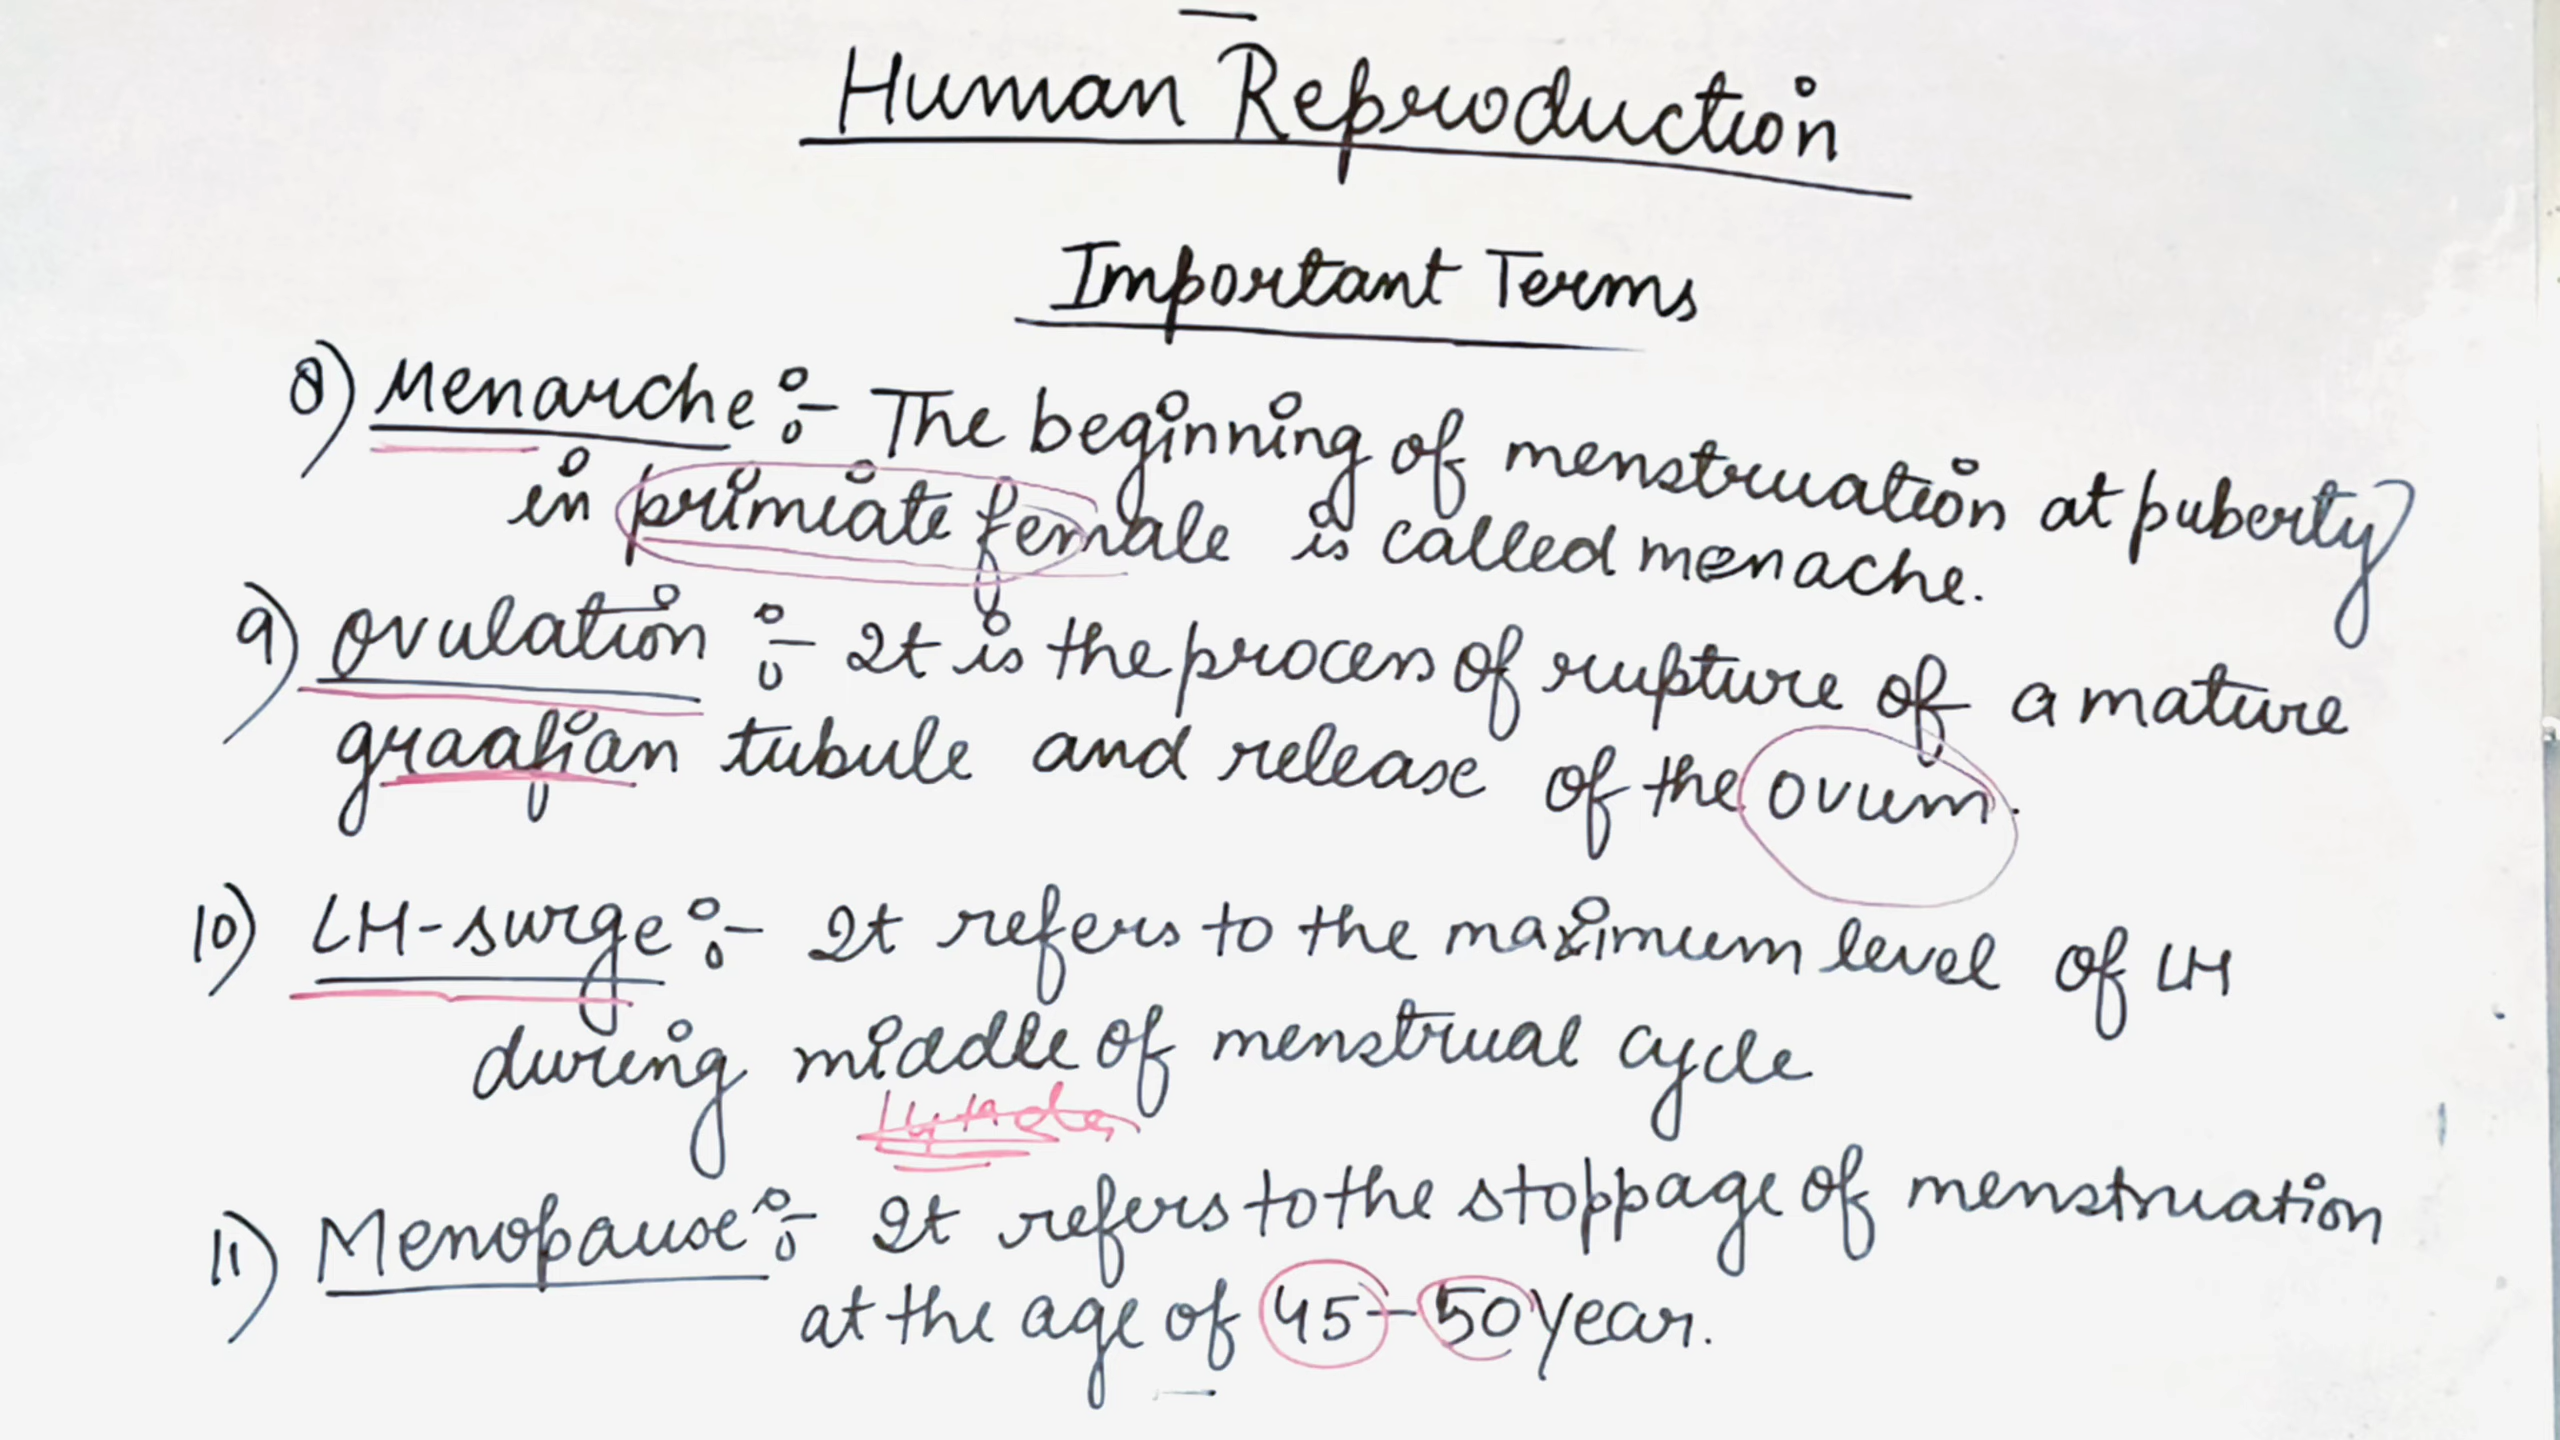 Human Reproduction
Important Terms
8) Menarche :- The beginning of menstruation at puberty
in primiate female is called menache.
9) ovulation :- It is the process of rupture of a mature
graafian tubule and release of the ovum.
10) LH-surge :- It refers to the maximum level of LH
during middle of menstrual cycle
14th day
11) Menopause :- It refers to the stoppage of menstruation
at the age of 45-50 year.